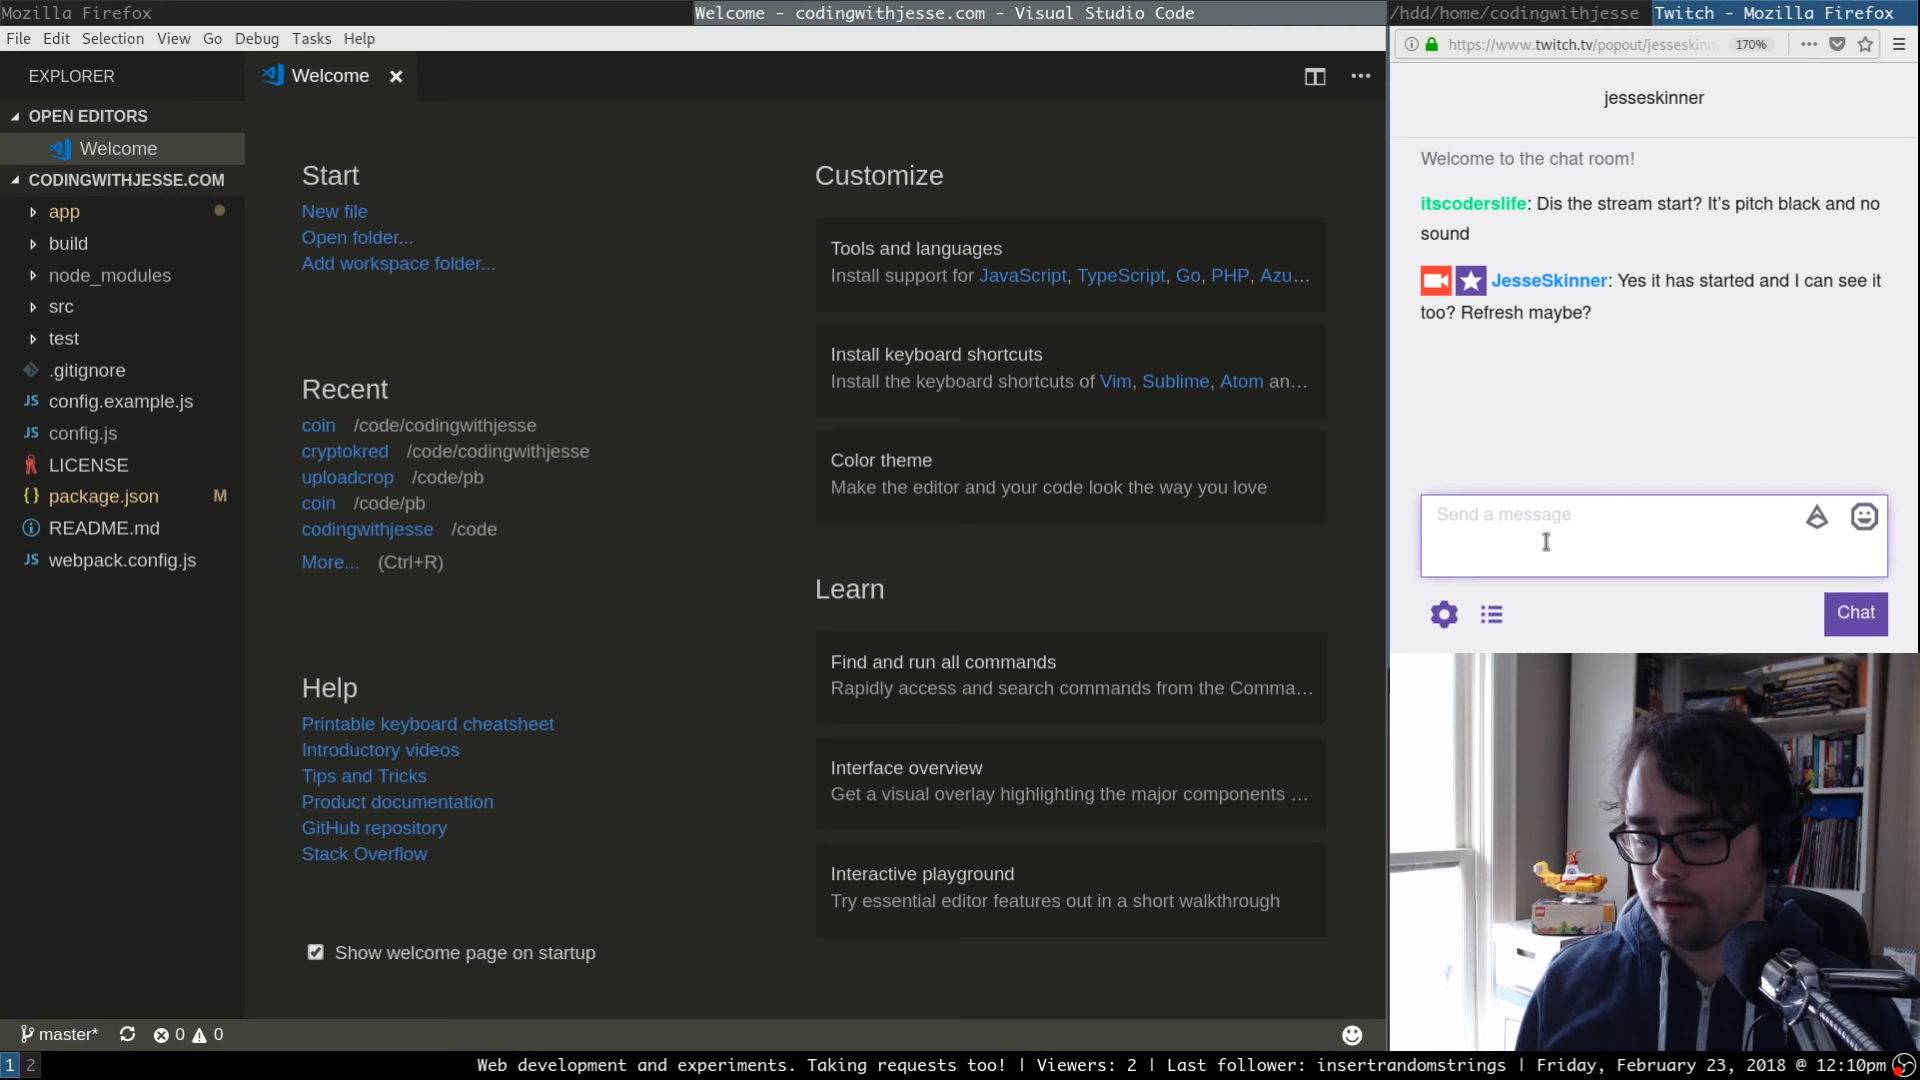 Mozilla Firefox
Welcome - codingwithjesse.com - Visual Studio Code
/hdd/home/codingwithjesse
Twitch - Mozilla Firefox
File Edit Selection View Go Debug Tasks Help
https://www.twitch.tv/popout/jesseskinn
170%
EXPLORER
Welcome
OPEN EDITORS
Welcome
CODINGWITHJESSE.COM
app
build
node_modules
src
test
.gitignore
JS config.example.js
JS config.js
LICENSE
{} package.json M
README.md
JS webpack.config.js
Start
New file
Open folder...
Add workspace folder...
Recent
coin /code/codingwithjesse
cryptokred /code/codingwithjesse
uploadcrop /code/pb
coin /code/pb
codingwithjesse /code
More... (Ctrl+R)
Help
Printable keyboard cheatsheet
Introductory videos
Tips and Tricks
Product documentation
GitHub repository
Stack Overflow
Show welcome page on startup
Customize
Tools and languages
Install support for JavaScript, TypeScript, Go, PHP, Azu...
Install keyboard shortcuts
Install the keyboard shortcuts of Vim, Sublime, Atom an...
Color theme
Make the editor and your code look the way you love
Learn
Find and run all commands
Rapidly access and search commands from the Comma...
Interface overview
Get a visual overlay highlighting the major components ...
Interactive playground
Try essential editor features out in a short walkthrough
jesseskinner
Welcome to the chat room!
itscoderslife: Dis the stream start? It’s pitch black and no
sound
JesseSkinner: Yes it has started and I can see it
too? Refresh maybe?
Send a message
Chat
master* 0 0
1 2
Web development and experiments. Taking requests too! | Viewers: 2 | Last follower: insertrandomstrings | Friday, February 23, 2018 @ 12:10pm